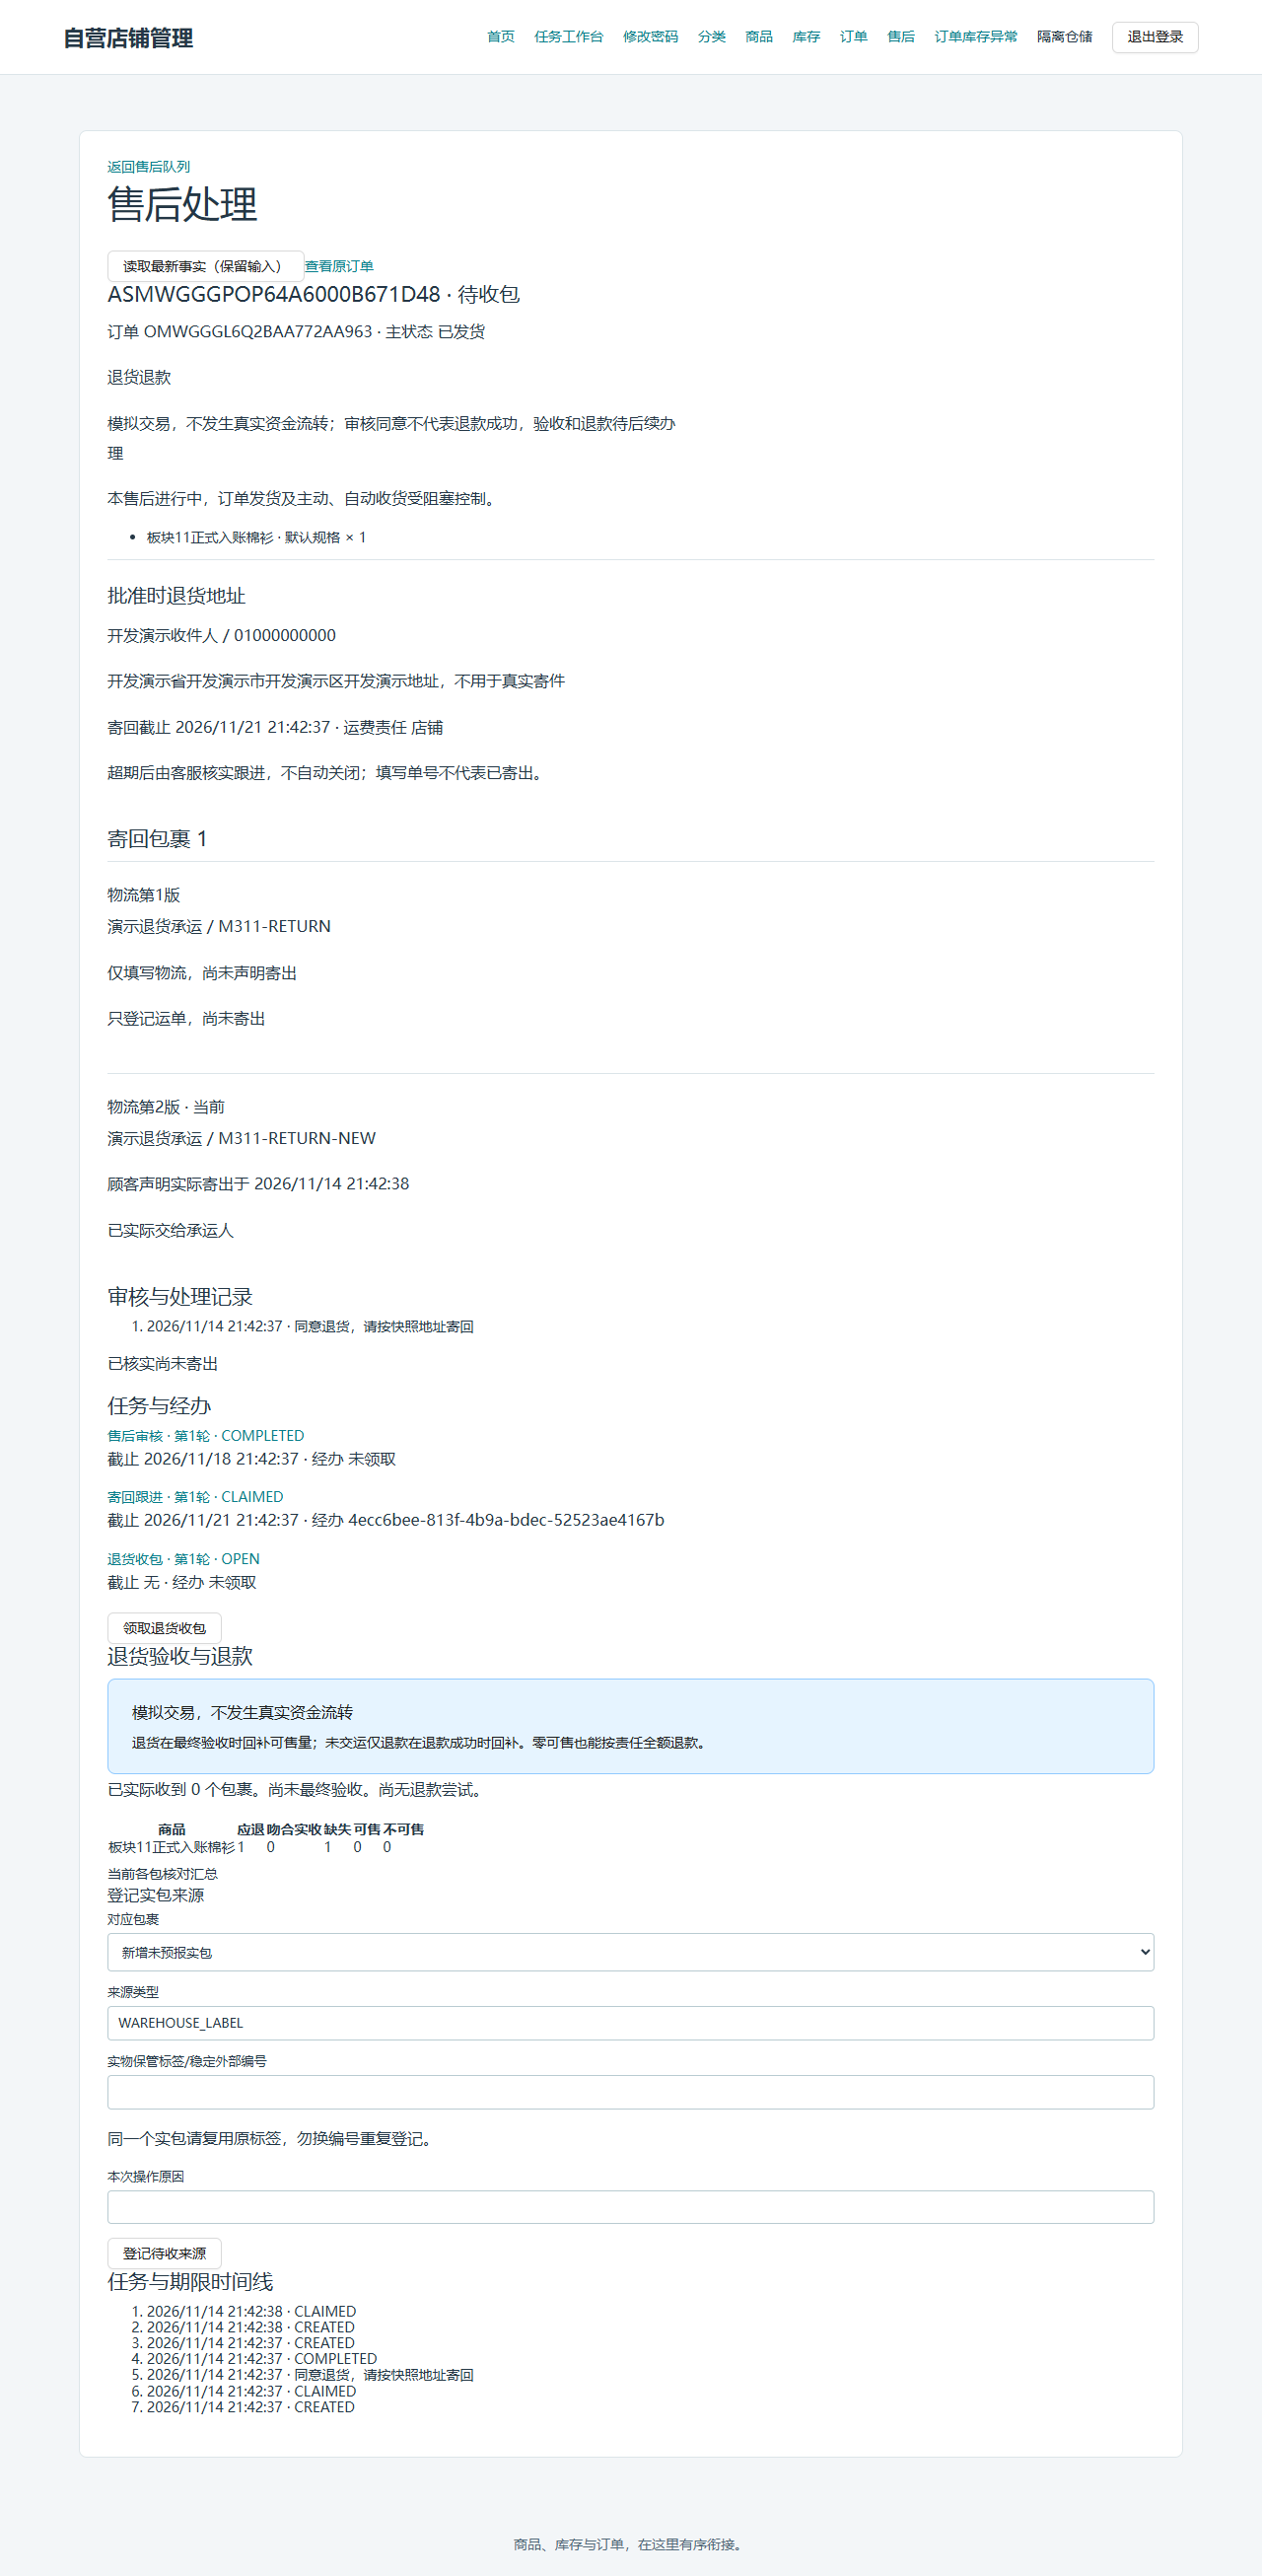 自营店铺管理
首页 任务工作台 修改密码 分类 商品 库存 订单 售后 订单库存异常 隔离仓储 退出登录
返回售后队列
售后处理
读取最新事实（保留输入） 查看原订单
ASMWGGGPOP64A6000B671D48 · 待收包
订单 OMWGGGL6Q2BAA772AA963 · 主状态 已发货
退货退款
模拟交易，不发生真实资金流转；审核同意不代表退款成功，验收和退款待后续办
理
本售后进行中，订单发货及主动、自动收货受阻塞控制。
• 板块11正式入账棉衫 · 默认规格 × 1
批准时退货地址
开发演示收件人 / 01000000000
开发演示省开发演示市开发演示区开发演示地址，不用于真实寄件
寄回截止 2026/11/21 21:42:37 · 运费责任 店铺
超期后由客服核实跟进，不自动关闭；填写单号不代表已寄出。
寄回包裹 1
物流第1版
演示退货承运 / M311-RETURN
仅填写物流，尚未声明寄出
只登记运单，尚未寄出
物流第2版 · 当前
演示退货承运 / M311-RETURN-NEW
顾客声明实际寄出于 2026/11/14 21:42:38
已实际交给承运人
审核与处理记录
1. 2026/11/14 21:42:37 · 同意退货，请按快照地址寄回
已核实尚未寄出
任务与经办
售后审核 · 第1轮 · COMPLETED
截止 2026/11/18 21:42:37 · 经办 未领取
寄回跟进 · 第1轮 · CLAIMED
截止 2026/11/21 21:42:37 · 经办 4ecc6bee-813f-4b9a-bdec-52523ae4167b
退货收包 · 第1轮 · OPEN
截止 无 · 经办 未领取
领取退货收包
退货验收与退款
模拟交易，不发生真实资金流转
退货在最终验收时回补可售量；未交运仅退款在退款成功时回补。零可售也能按责任全额退款。
已实际收到 0 个包裹。尚未最终验收。尚无退款尝试。
商品 应退 吻合实收 缺失 可售 不可售
板块11正式入账棉衫 1 0 1 0 0
当前各包核对汇总
登记实包来源
对应包裹
新增未预报实包
来源类型
WAREHOUSE_LABEL
实物保管标签/稳定外部编号
同一个实包请复用原标签，勿换编号重复登记。
本次操作原因
登记待收来源
任务与期限时间线
1. 2026/11/14 21:42:38 · CLAIMED
2. 2026/11/14 21:42:38 · CREATED
3. 2026/11/14 21:42:37 · CREATED
4. 2026/11/14 21:42:37 · COMPLETED
5. 2026/11/14 21:42:37 · 同意退货，请按快照地址寄回
6. 2026/11/14 21:42:37 · CLAIMED
7. 2026/11/14 21:42:37 · CREATED
商品、库存与订单，在这里有序衔接。